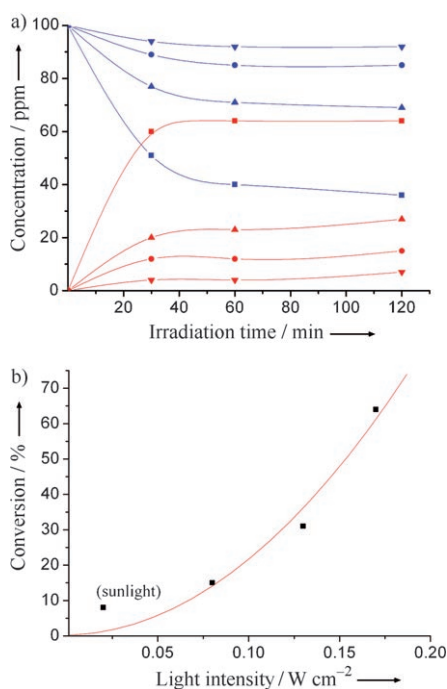 a)
100
80
60
40
20
0
Concentration / ppm
20 40 60 80 100 120
Irradiation time / min
b)
70
60
50
40
30
20
10
0
Conversion / %
(sunlight)
0.05 0.10 0.15 0.20
Light intensity / W cm⁻²